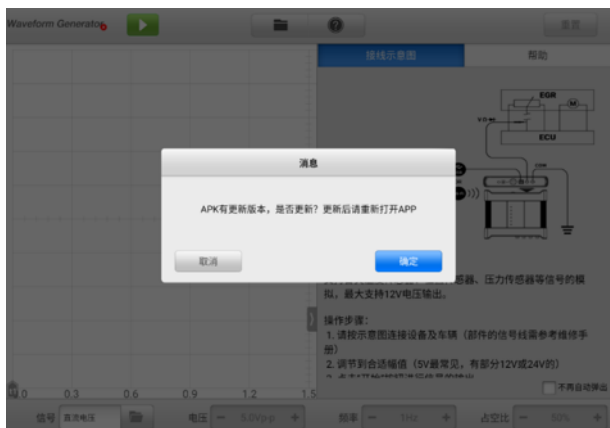 Waveform Generator
重置
接线示意图
帮助
EGR
M
V
ECU
COM
消息
APK有更新版本，是否更新？更新后请重新打开APP
取消
确定
感器、压力传感器等信号的模
拟，最大支持12V电压输出。
操作步骤：
1. 请按示意图连接设备及车辆（部件的信号线需参考维修手
册）
2. 调节到合适幅值（5V最常见，有部分12V或24V的）
不再自动弹出
0.0 0.3 0.6 0.9 1.2 1.5
信号 直流电压 电压 − 5.0Vp-p + 频率 − 1Hz + 占空比 − 50% +